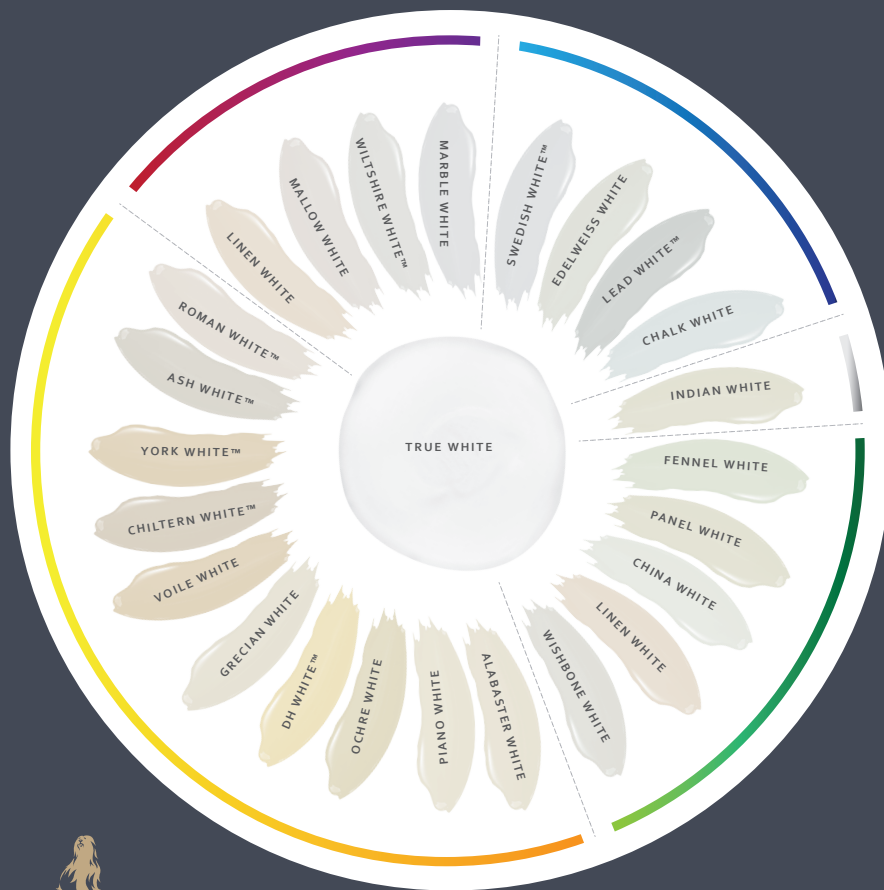 MARBLE WHITE
SWEDISH WHITE™
EDELWEISS WHITE
LEAD WHITE™
CHALK WHITE
INDIAN WHITE
FENNEL WHITE
PANEL WHITE
CHINA WHITE
LINEN WHITE
WISHBONE WHITE
ALABASTER WHITE
PIANO WHITE
OCHRE WHITE
DH WHITE™
GRECIAN WHITE
VOILE WHITE
CHILTERN WHITE™
YORK WHITE™
ASH WHITE™
ROMAN WHITE™
LINEN WHITE
MALLOW WHITE
WILTSHIRE WHITE™
TRUE WHITE